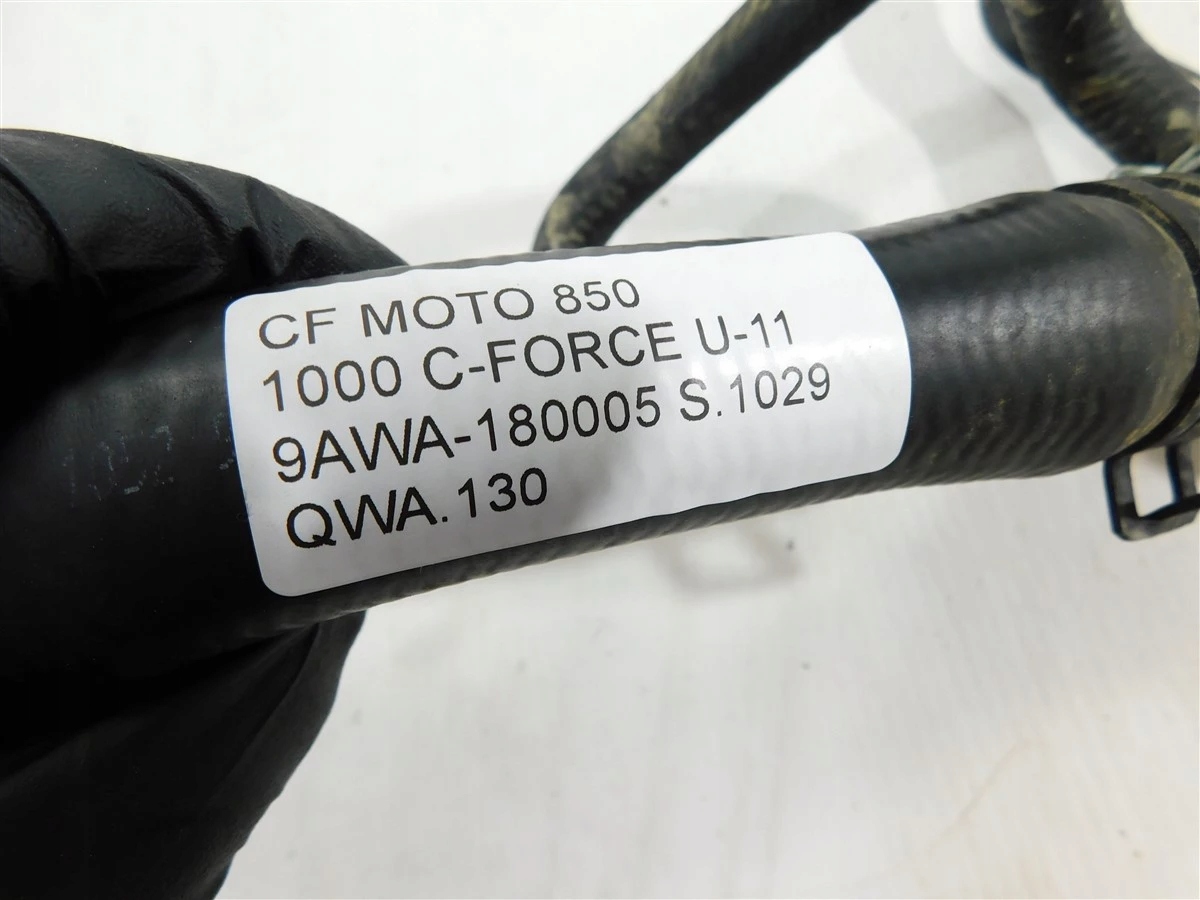 CF MOTO 850
1000 C-FORCE U-11
9AWA-180005 S.1029
QWA.130